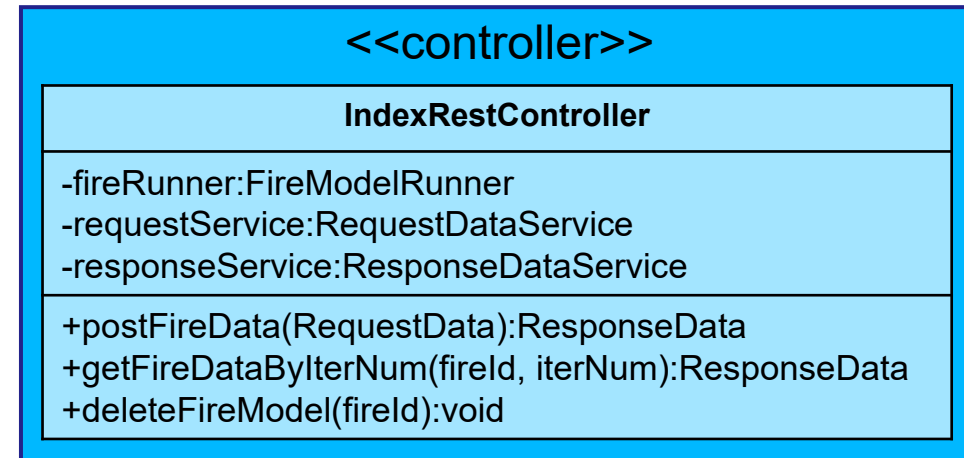 <<controller>>
IndexRestController
-fireRunner:FireModelRunner
-requestService:RequestDataService
-responseService:ResponseDataService
+postFireData(RequestData):ResponseData
+getFireDataByIterNum(fireId, iterNum):ResponseData
+deleteFireModel(fireId):void